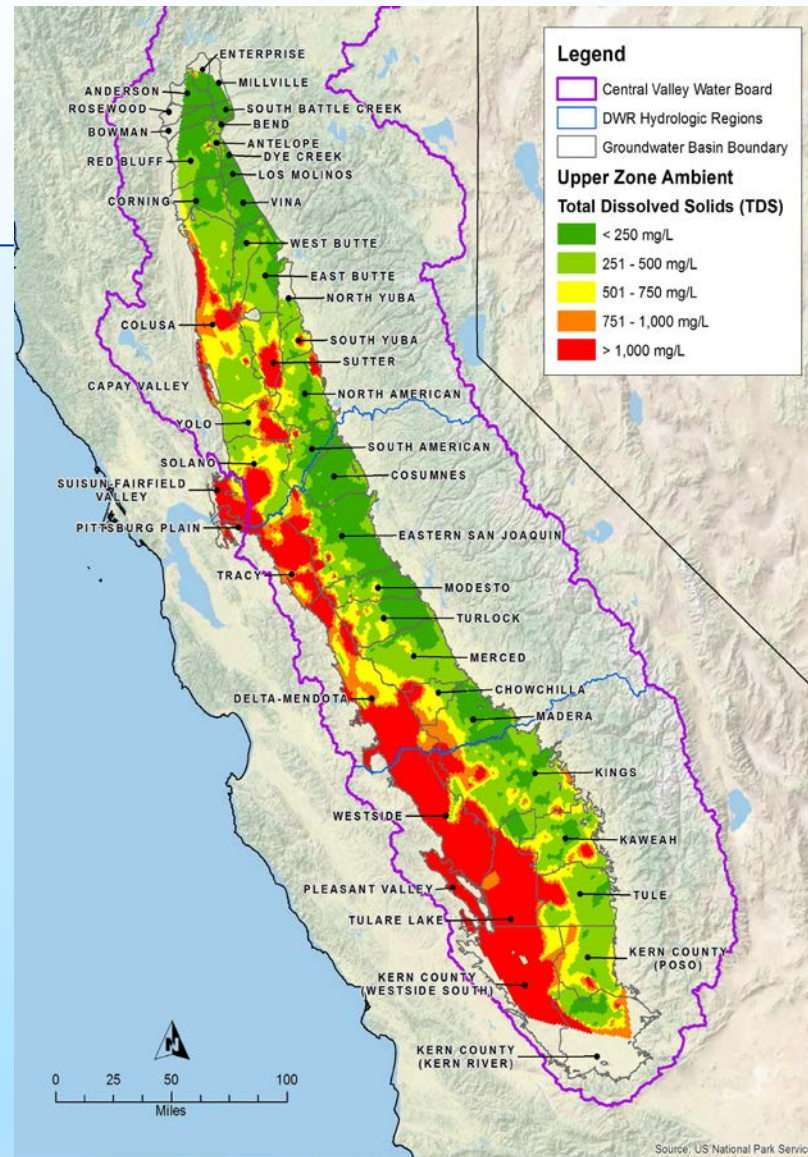 ENTERPRISE
ANDERSON
MILLVILLE
ROSEWOOD
SOUTH BATTLE CREEK
BOWMAN
BEND
ANTELOPE
RED BLUFF
DYE CREEK
LOS MOLINOS
CORNING
VINA
WEST BUTTE
EAST BUTTE
NORTH YUBA
COLUSA
SOUTH YUBA
SUTTER
CAPAY VALLEY
NORTH AMERICAN
YOLO
SOUTH AMERICAN
SOLANO
COSUMNES
SUISUN-FAIRFIELD
VALLEY
PITTSBURG PLAIN
EASTERN SAN JOAQUIN
TRACY
MODESTO
TURLOCK
MERCED
CHOWCHILLA
DELTA-MENDOTA
MADERA
KINGS
WESTSIDE
KAWEAH
PLEASANT VALLEY
TULE
TULARE LAKE
KERN COUNTY
(POSO)
KERN COUNTY
(WESTSIDE SOUTH)
KERN COUNTY
(KERN RIVER)
Legend
Central Valley Water Board
DWR Hydrologic Regions
Groundwater Basin Boundary
Upper Zone Ambient
Total Dissolved Solids (TDS)
< 250 mg/L
251 - 500 mg/L
501 - 750 mg/L
751 - 1,000 mg/L
> 1,000 mg/L
N
0 50 100
Miles
Source: US National Park Servic